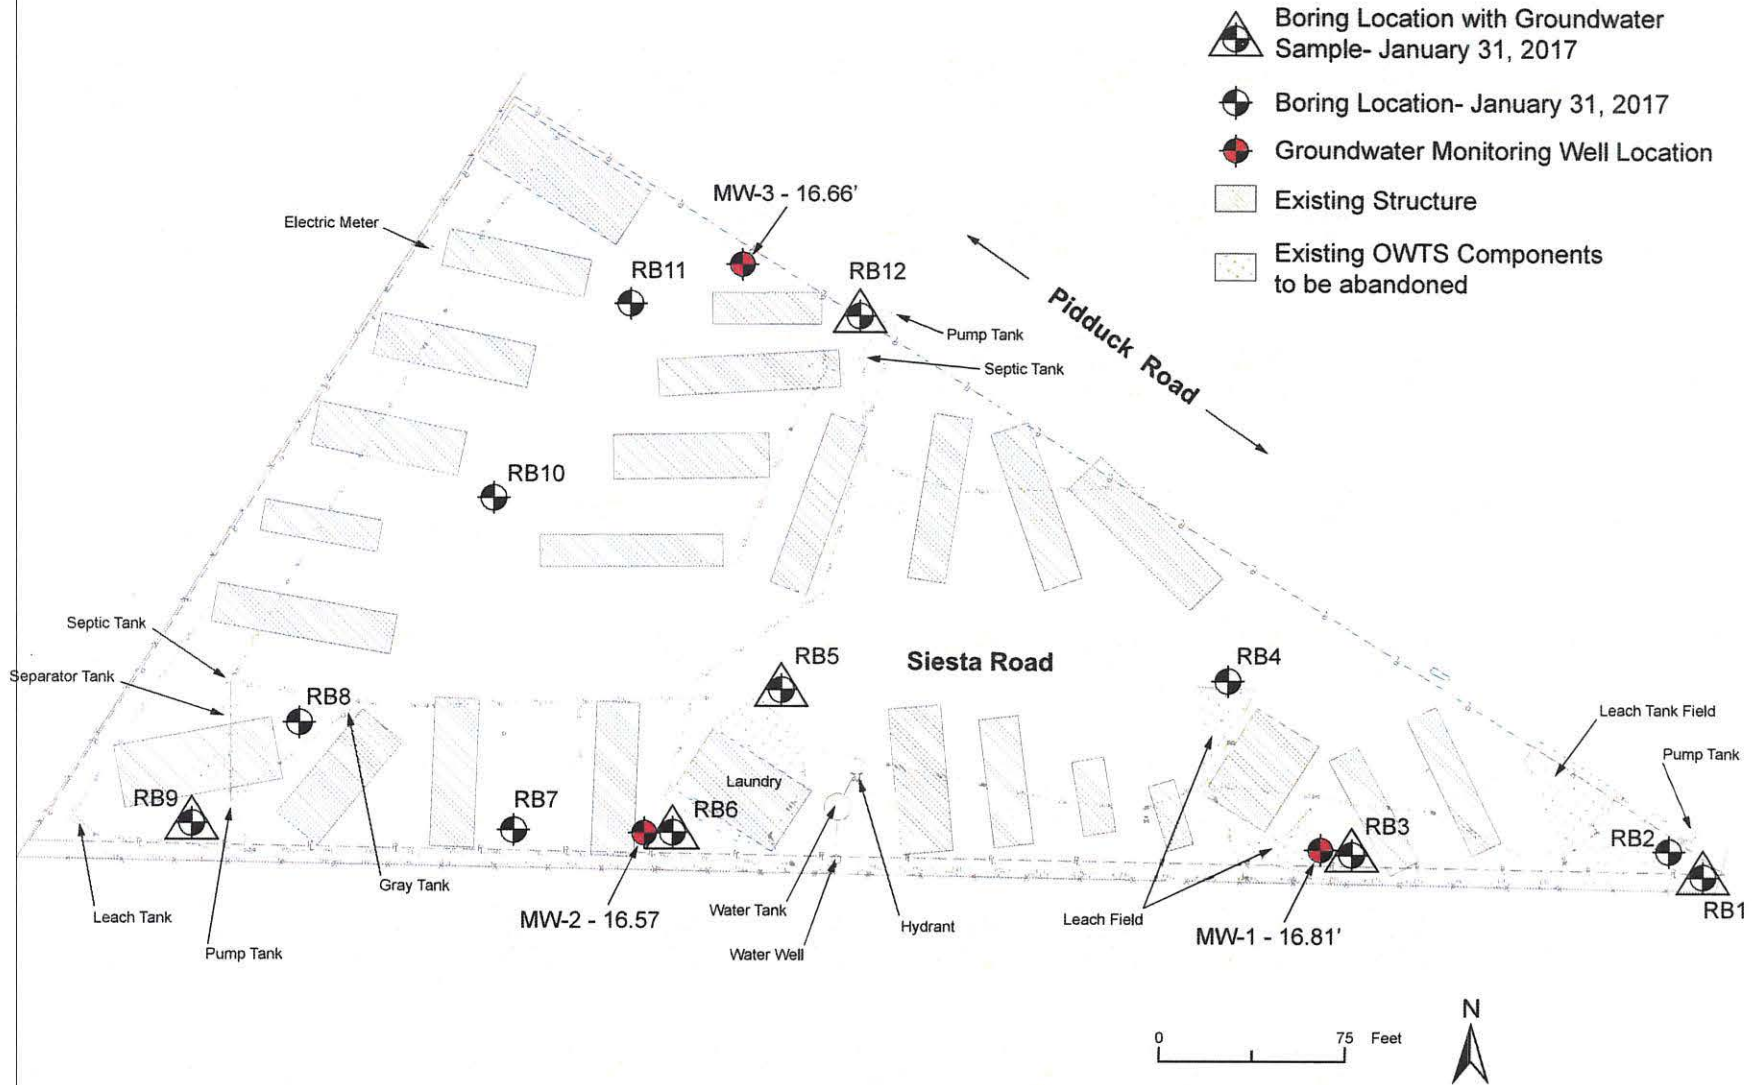 Boring Location with Groundwater
Sample- January 31, 2017
Boring Location- January 31, 2017
Groundwater Monitoring Well Location
Existing Structure
Existing OWTS Components
to be abandoned
MW-3 - 16.66'
Electric Meter
RB11
RB12
Pidduck Road
Pump Tank
Septic Tank
RB10
Septic Tank
Separator Tank
RB8
RB5
Siesta Road
RB4
Leach Tank Field
Pump Tank
Laundry
RB9
RB7
RB6
RB3
RB2
RB1
Gray Tank
Leach Tank
Pump Tank
MW-2 - 16.57
Water Tank
Water Well
Hydrant
Leach Field
MW-1 - 16.81'
N
0 75 Feet